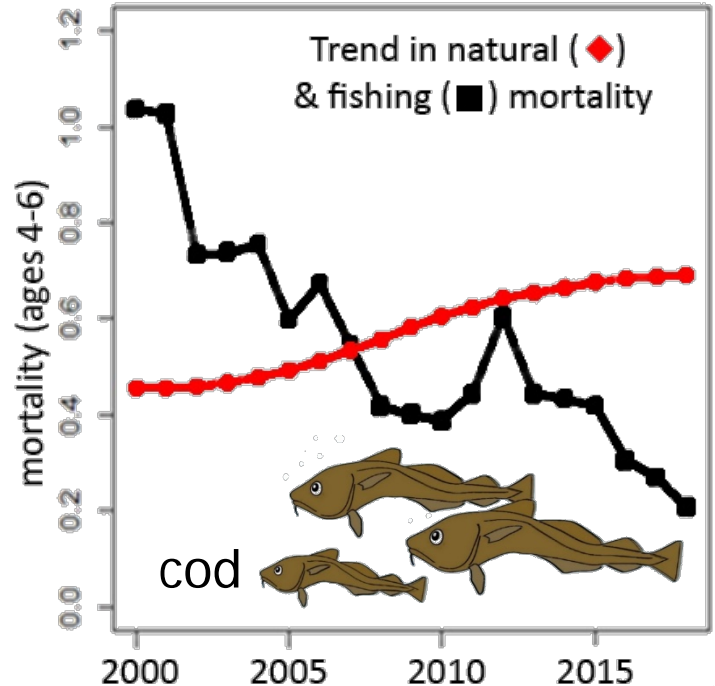 Trend in natural (♦)
& fishing (■) mortality
mortality (ages 4-6)
1.2
1.0
0.8
0.6
0.4
0.2
0.0
cod
2000 2005 2010 2015